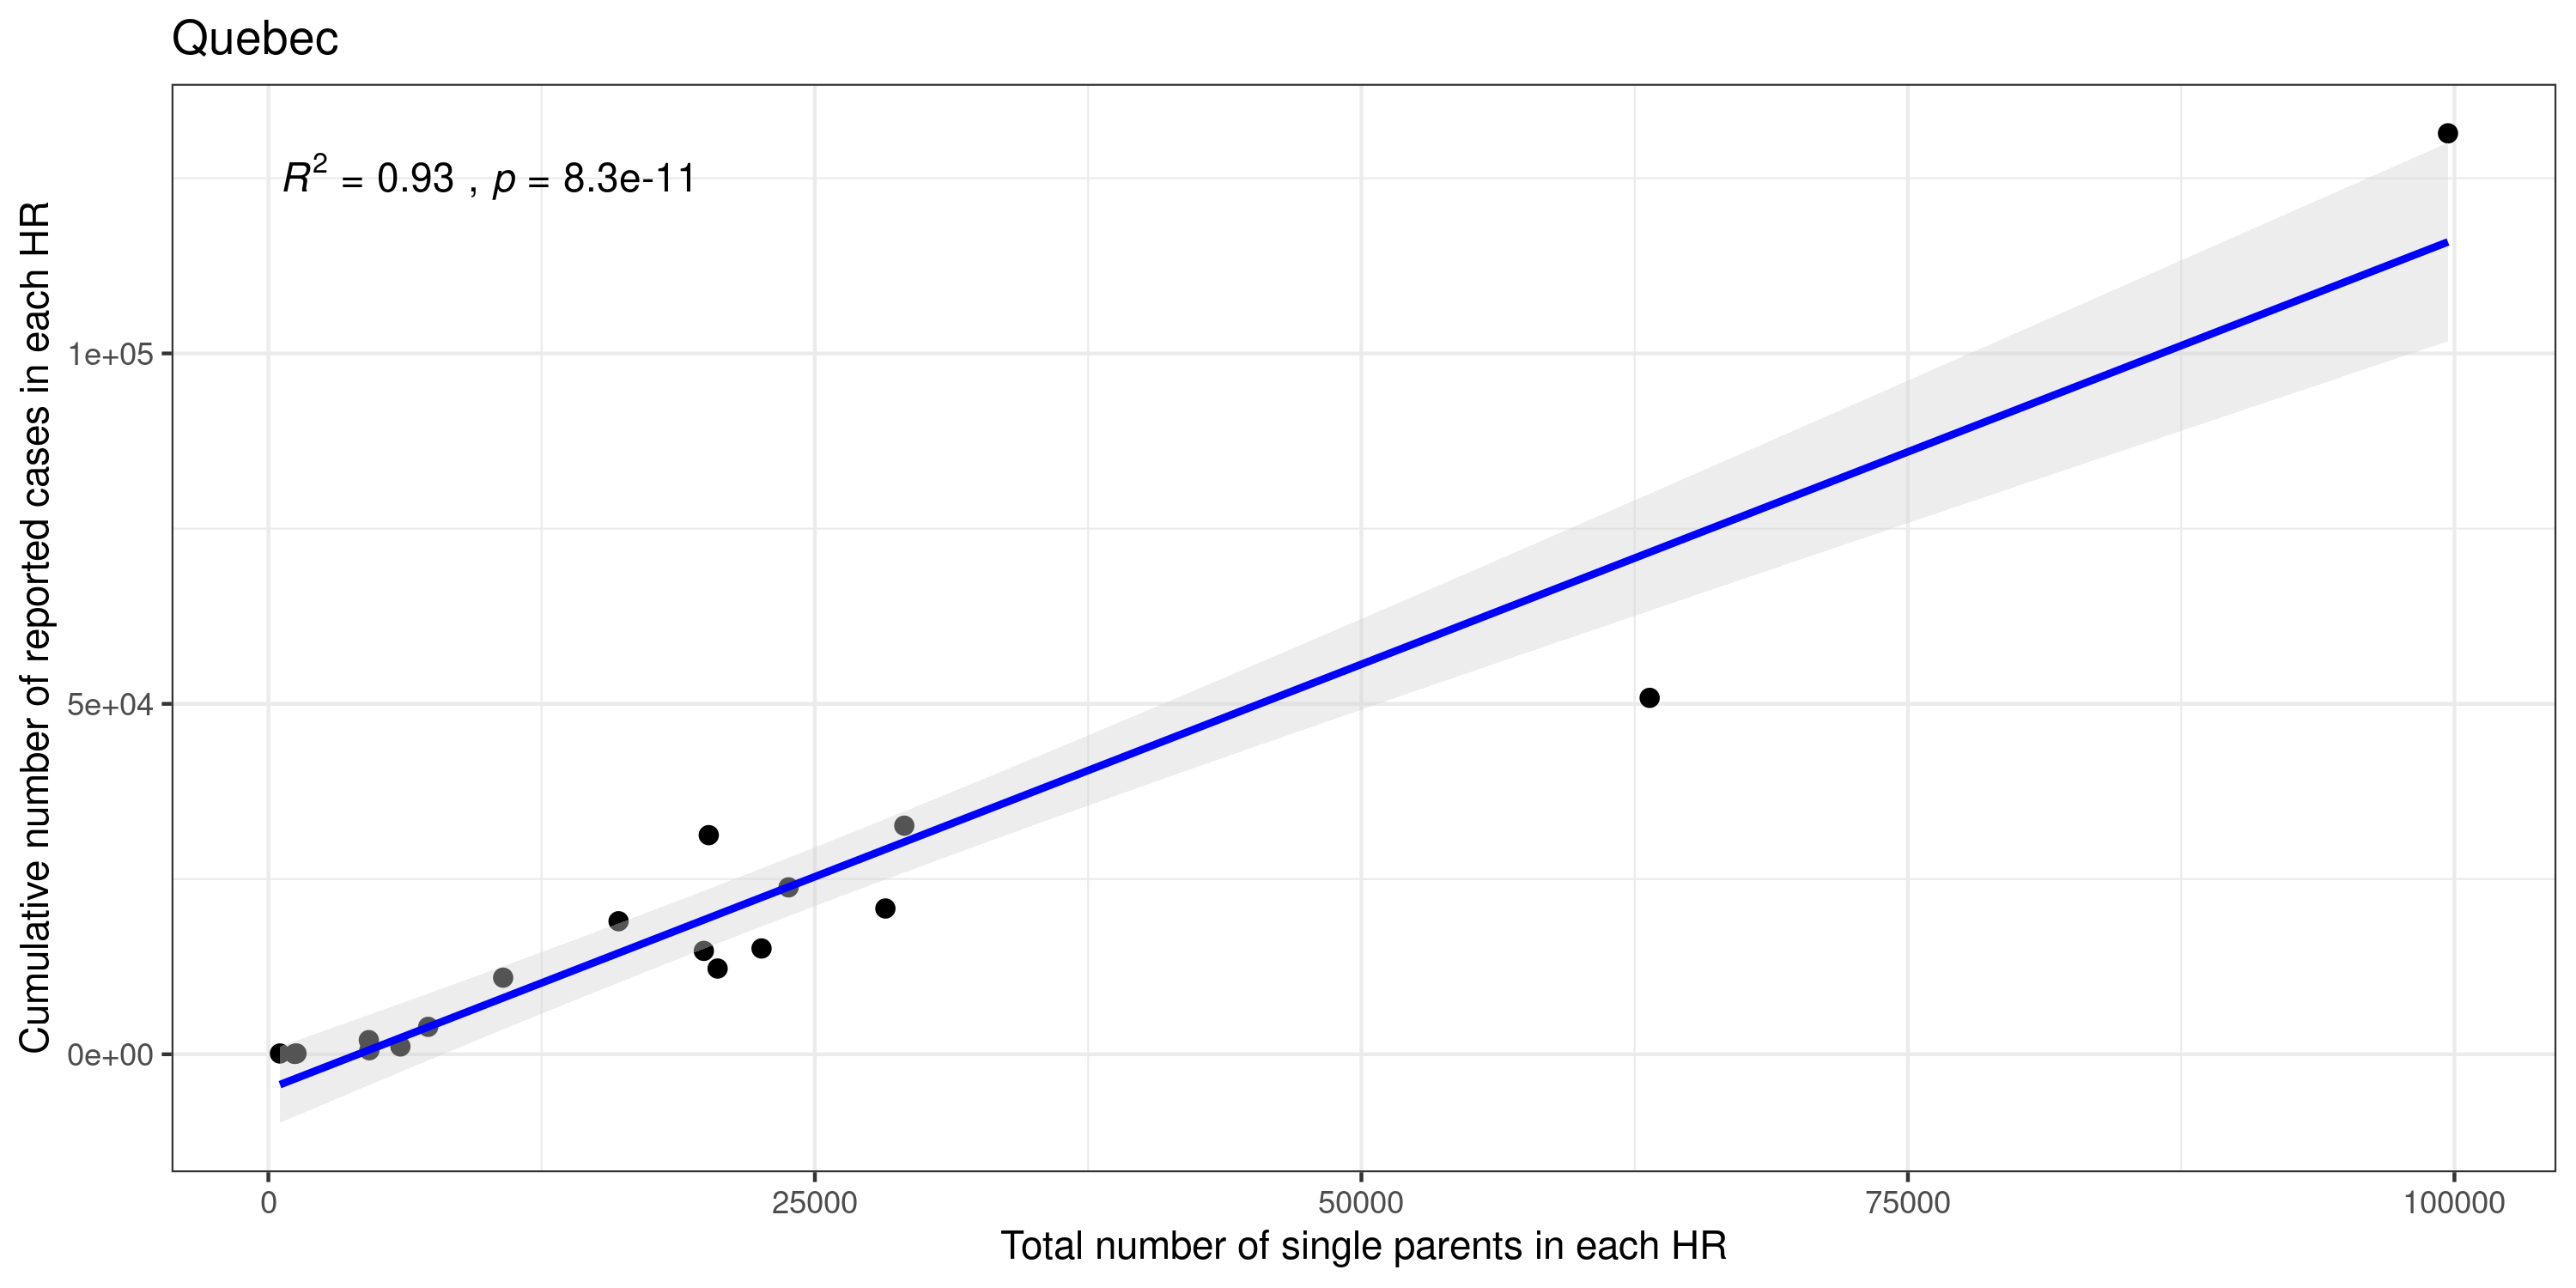 Quebec
R² = 0.93 , p = 8.3e-11
Cumulative number of reported cases in each HR
1e+05
5e+04
0e+00
0 25000 50000 75000 100000
Total number of single parents in each HR